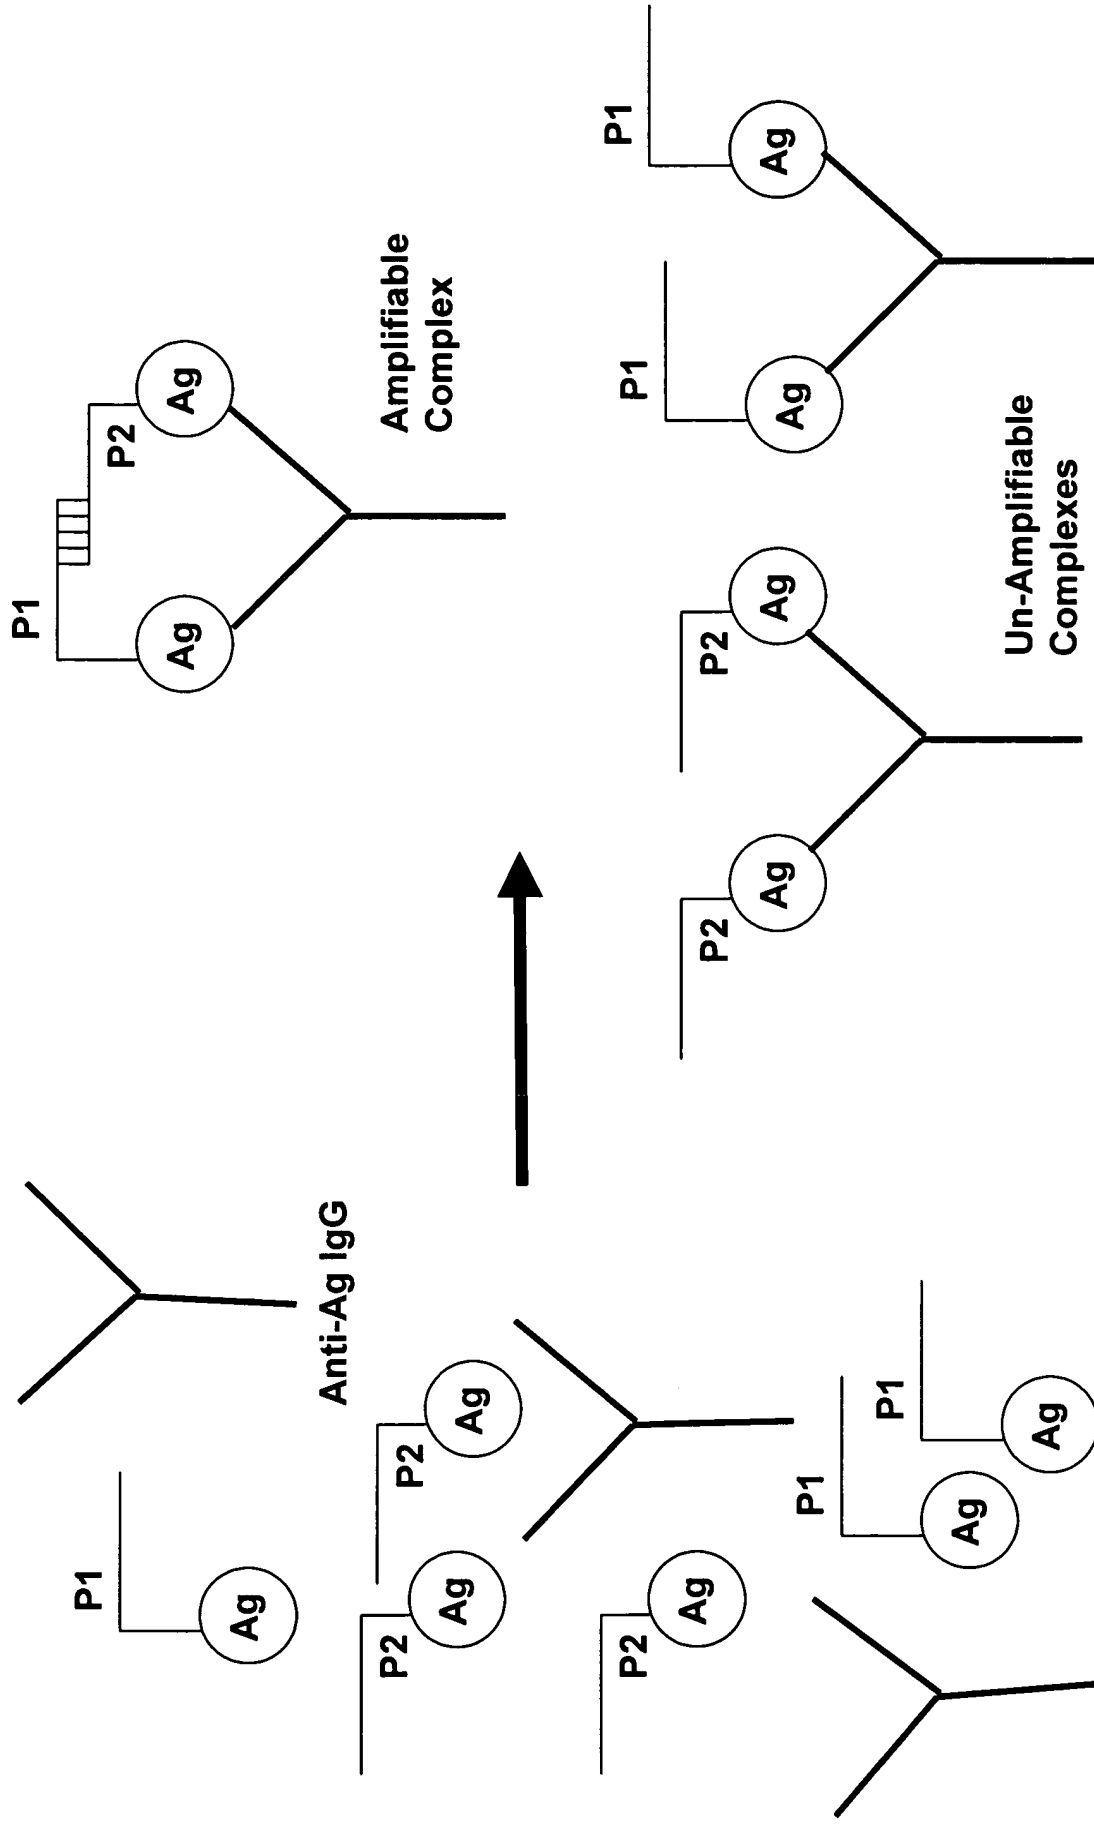 P1
Ag
Anti-Ag IgG
P2
Ag
P2
Ag
P2
Ag
P1
Ag
P1
Ag
P1
P2
Ag
Ag
Amplifiable
Complex
P2
Ag
P2
Ag
P1
Ag
P1
Ag
Un-Amplifiable
Complexes